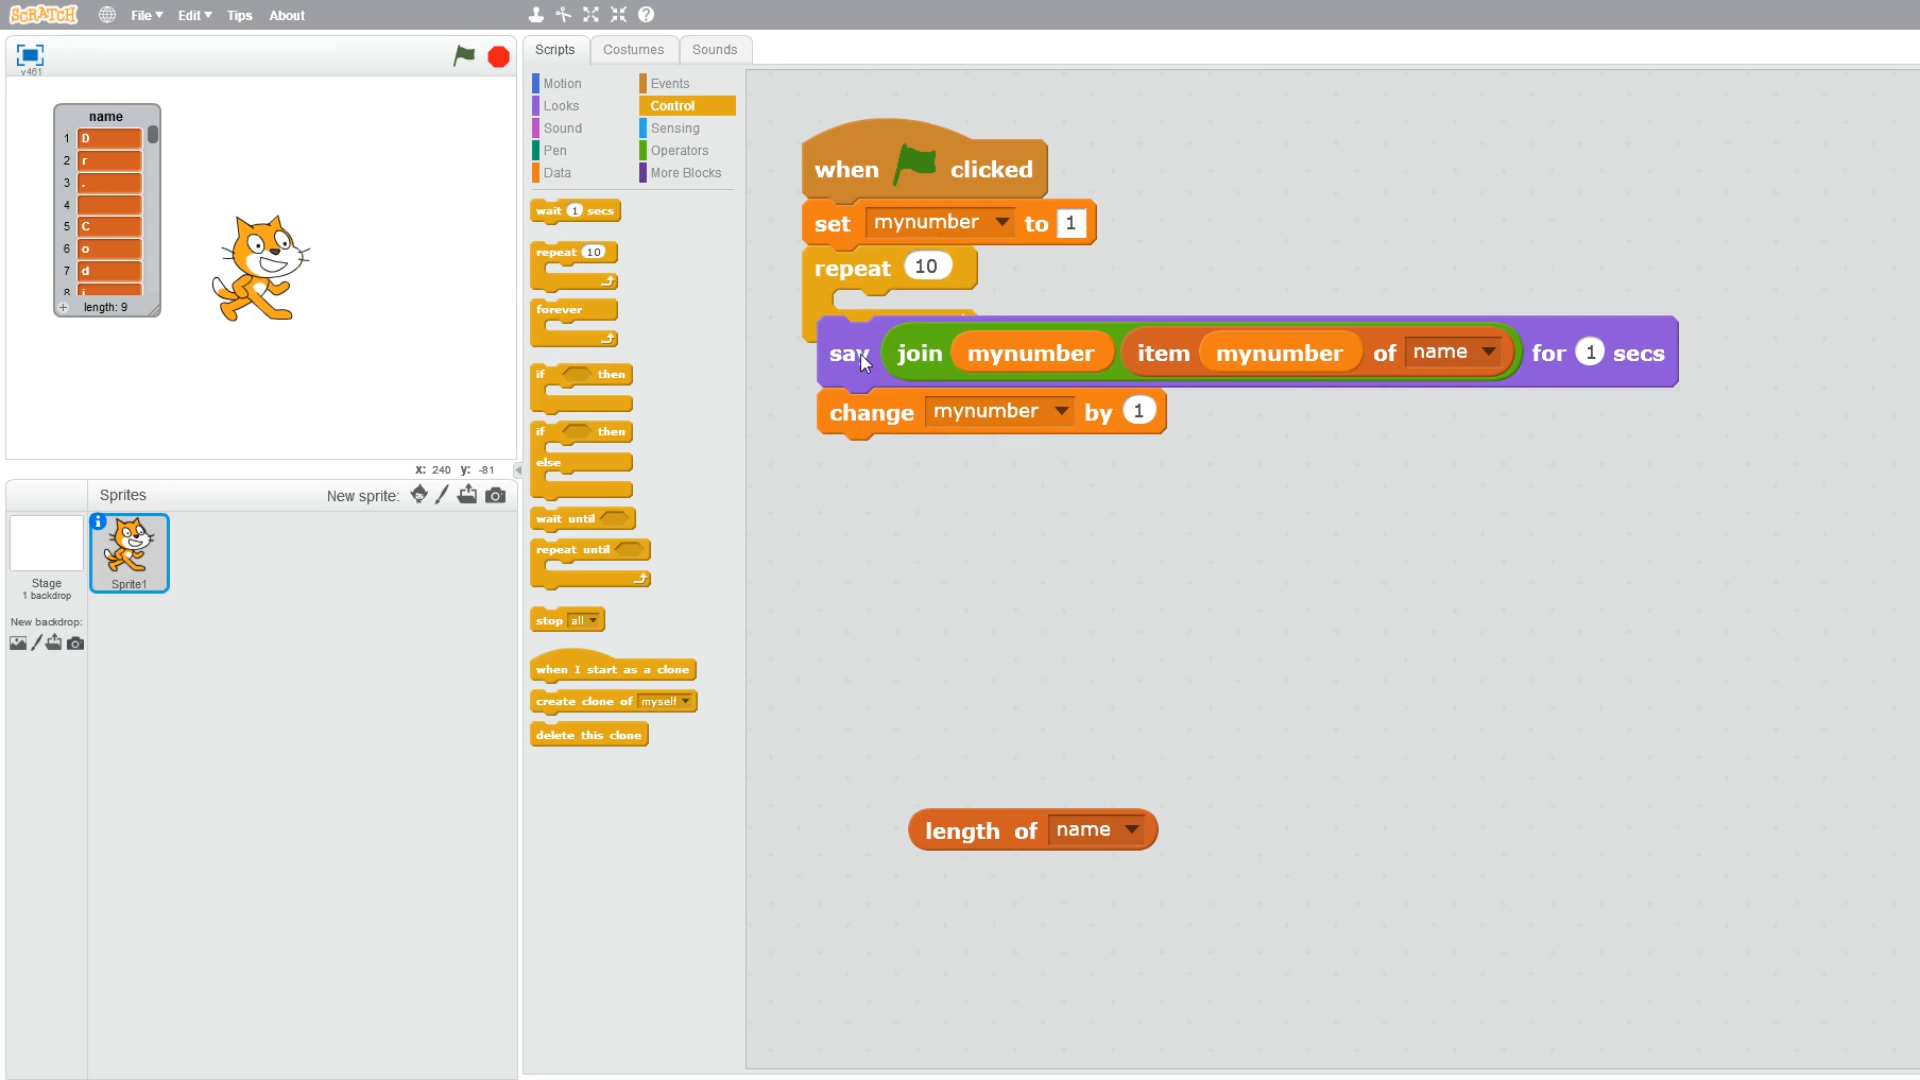 SCRATCH File Edit Tips About
v461
name
1 D
2 r
3 .
4
5 C
6 o
7 d
8 i
+ length: 9
x: 240 y: -81
Sprites New sprite:
Sprite1
Stage
1 backdrop
New backdrop:
Scripts Costumes Sounds
Motion Events
Looks Control
Sound Sensing
Pen Operators
Data More Blocks
wait 1 secs
repeat 10
forever
if then
if then
else
wait until
repeat until
stop all
when I start as a clone
create clone of myself
delete this clone
when clicked
set mynumber to 1
repeat 10
say join mynumber item mynumber of name for 1 secs
change mynumber by 1
length of name